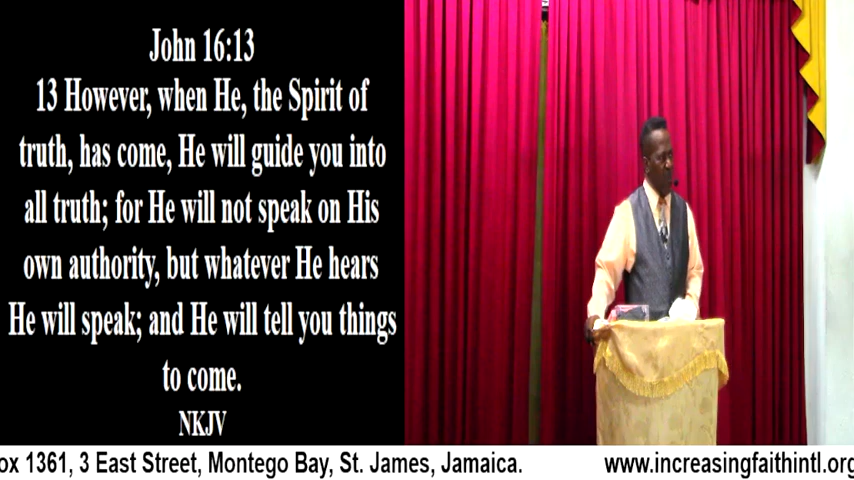 John 16:13
13 However, when He, the Spirit of
truth, has come, He will guide you into
all truth; for He will not speak on His
own authority, but whatever He hears
He will speak; and He will tell you things
to come.
NKJV
ox 1361, 3 East Street, Montego Bay, St. James, Jamaica. www.increasingfaithintl.org